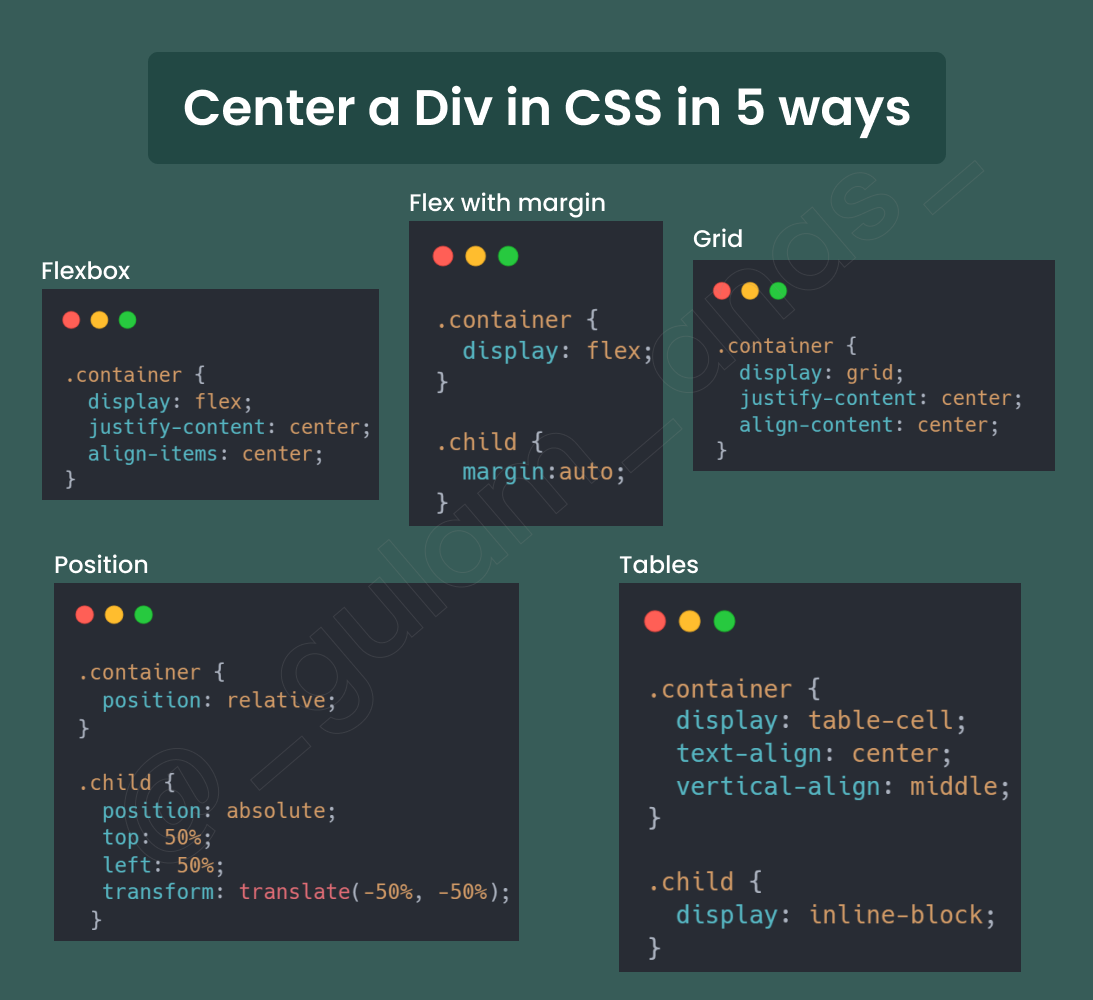 Center a Div in CSS in 5 ways
Flexbox
.container {
  display: flex;
  justify-content: center;
  align-items: center;
}
Flex with margin
.container {
  display: flex;
}

.child {
  margin:auto;
}
Grid
.container {
  display: grid;
  justify-content: center;
  align-content: center;
}
Position
.container {
  position: relative;
}

.child {
  position: absolute;
  top: 50%;
  left: 50%;
  transform: translate(-50%, -50%);
 }
Tables
.container {
  display: table-cell;
  text-align: center;
  vertical-align: middle;
}

.child {
  display: inline-block;
}
@_gulam_anas_